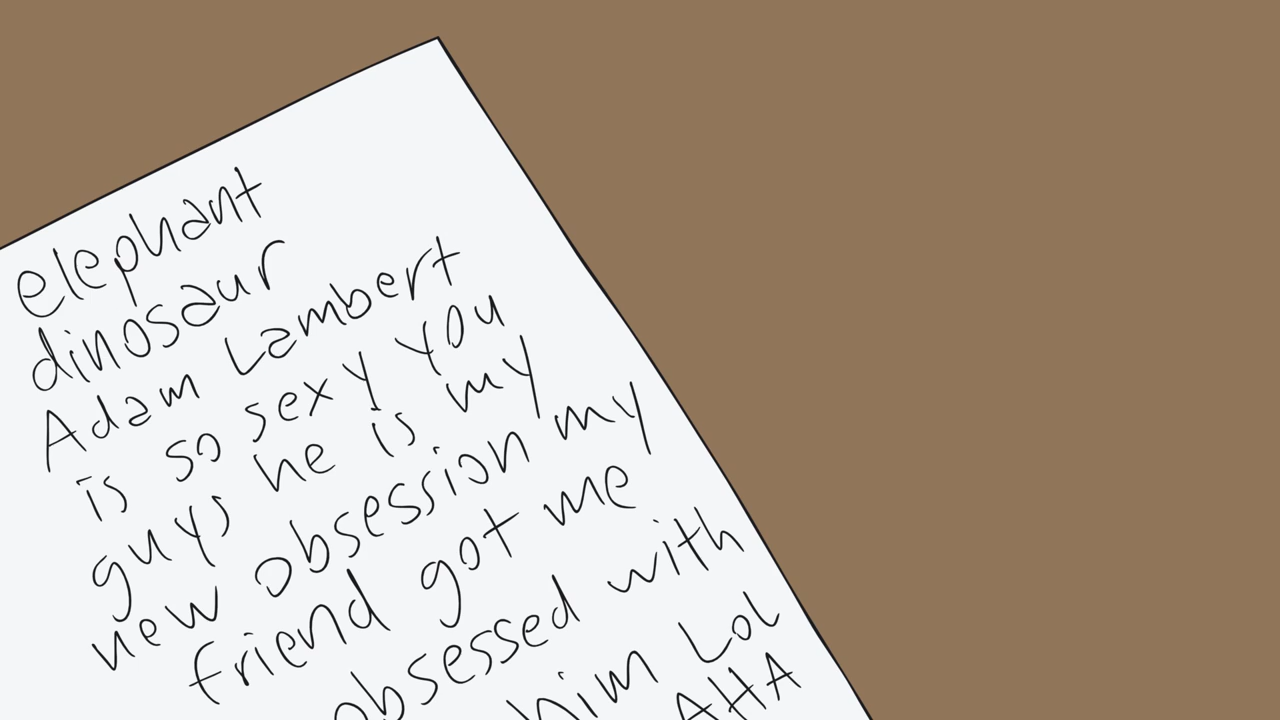 elephant
dinosaur
Adam Lambert
is so sexy you
guys he is my
new obsession my
friend got me
obsessed with
him LoL
AHA